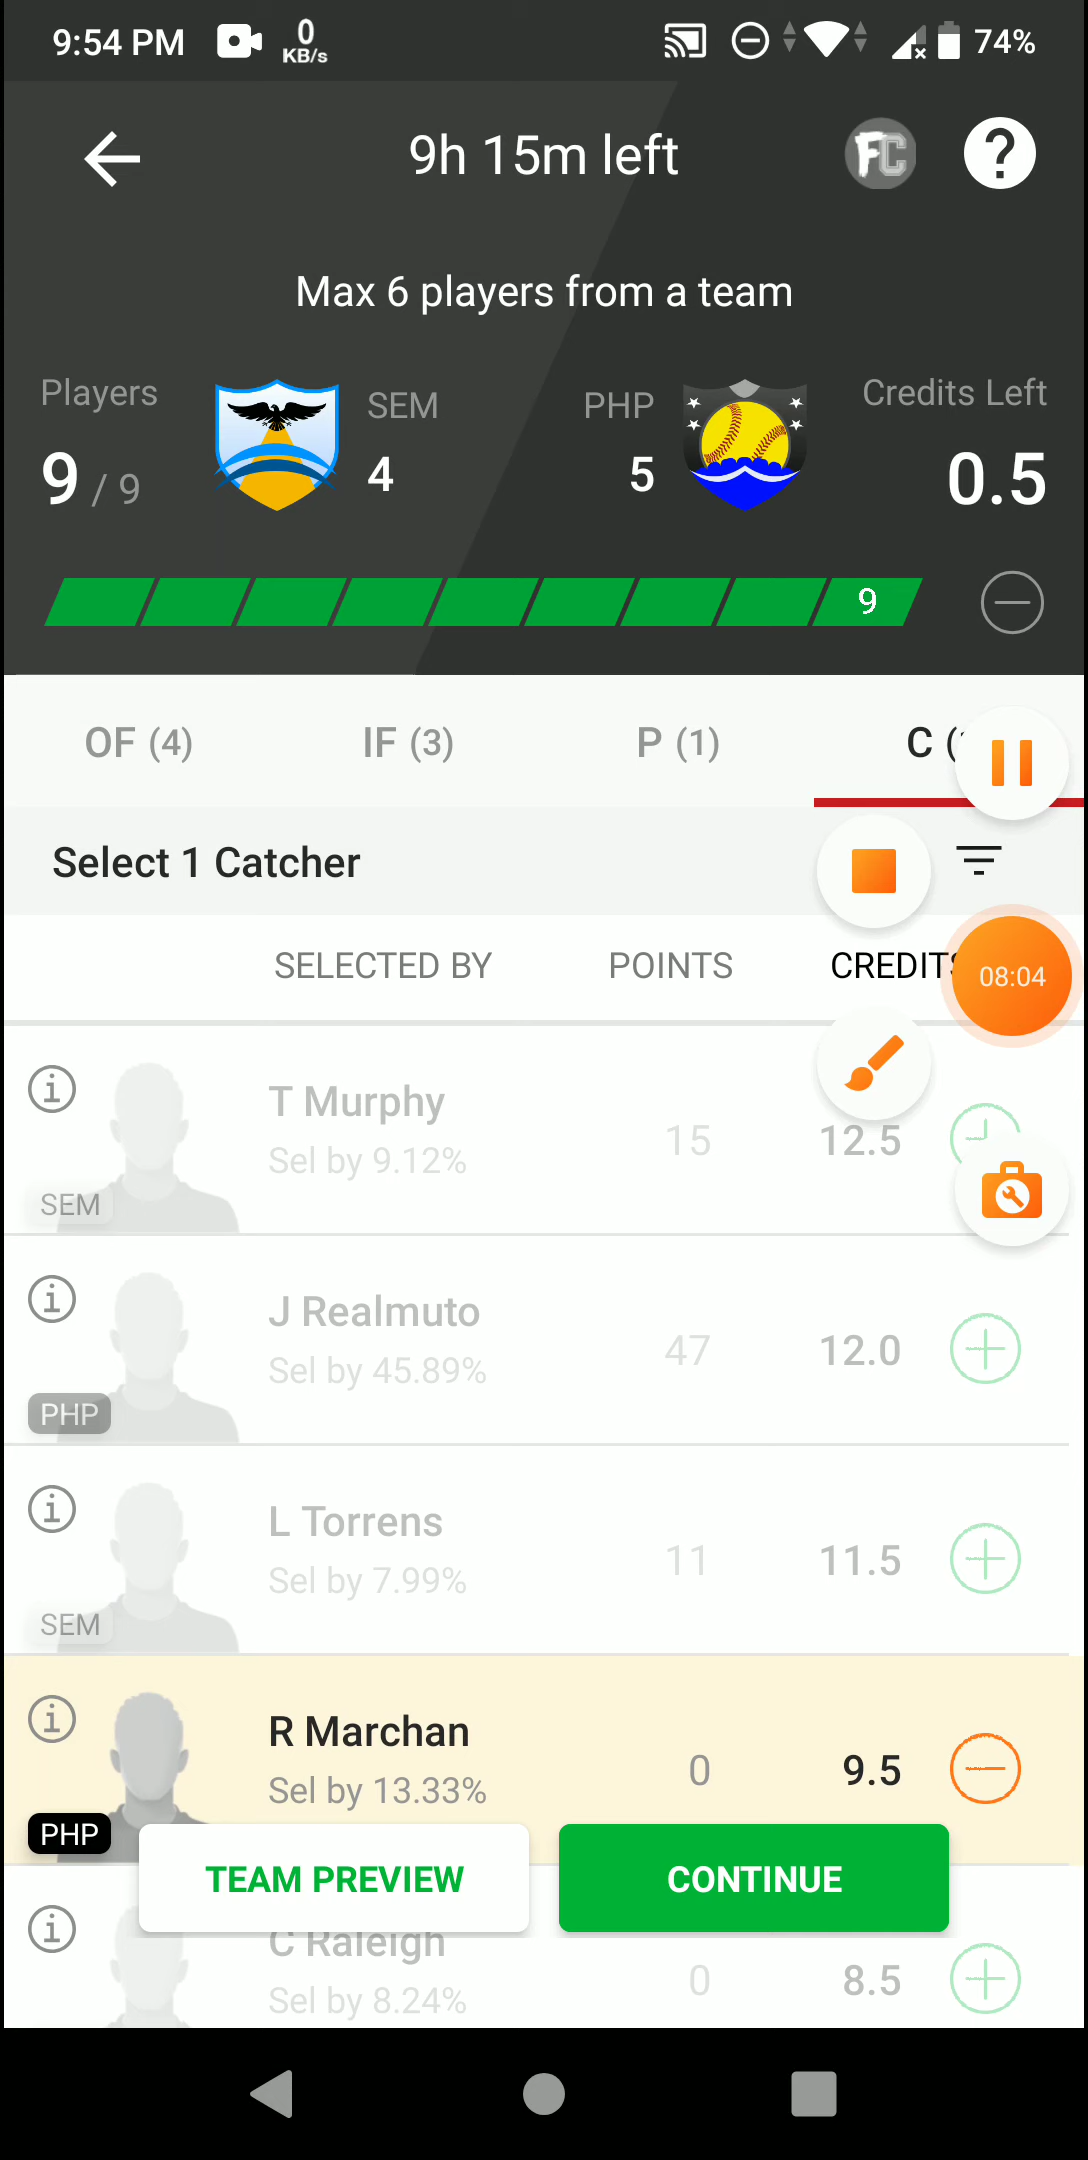 9:54 PM 0 KB/s 74%
9h 15m left FC ?
Max 6 players from a team
Players SEM PHP Credits Left
9 / 9 4 5 0.5
9
OF (4) IF (3) P (1) C (
Select 1 Catcher
SELECTED BY POINTS CREDITS
08:04
T Murphy
Sel by 9.12% 15 12.5
SEM
J Realmuto
Sel by 45.89% 47 12.0
PHP
L Torrens
Sel by 7.99% 11 11.5
SEM
R Marchan
Sel by 13.33% 0 9.5
PHP
TEAM PREVIEW CONTINUE
C Raleigh
Sel by 8.24% 0 8.5